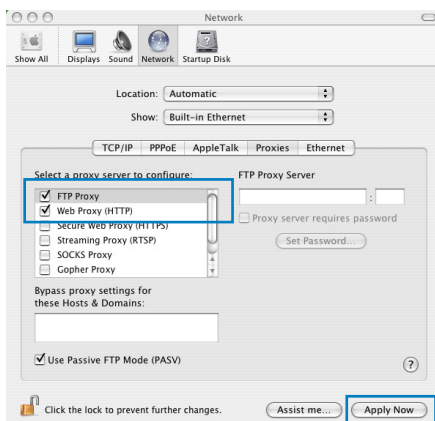 Network
Show All Displays Sound Network Startup Disk
Location: Automatic
Show: Built-in Ethernet
TCP/IP PPPoE AppleTalk Proxies Ethernet
Select a proxy server to configure: FTP Proxy Server
FTP Proxy
:
Web Proxy (HTTP)
Proxy server requires password
Secure Web Proxy (HTTPS)
Streaming Proxy (RTSP) Set Password...
SOCKS Proxy
Gopher Proxy
Bypass proxy settings for
these Hosts & Domains:
Use Passive FTP Mode (PASV) ?
Click the lock to prevent further changes. Assist me... Apply Now